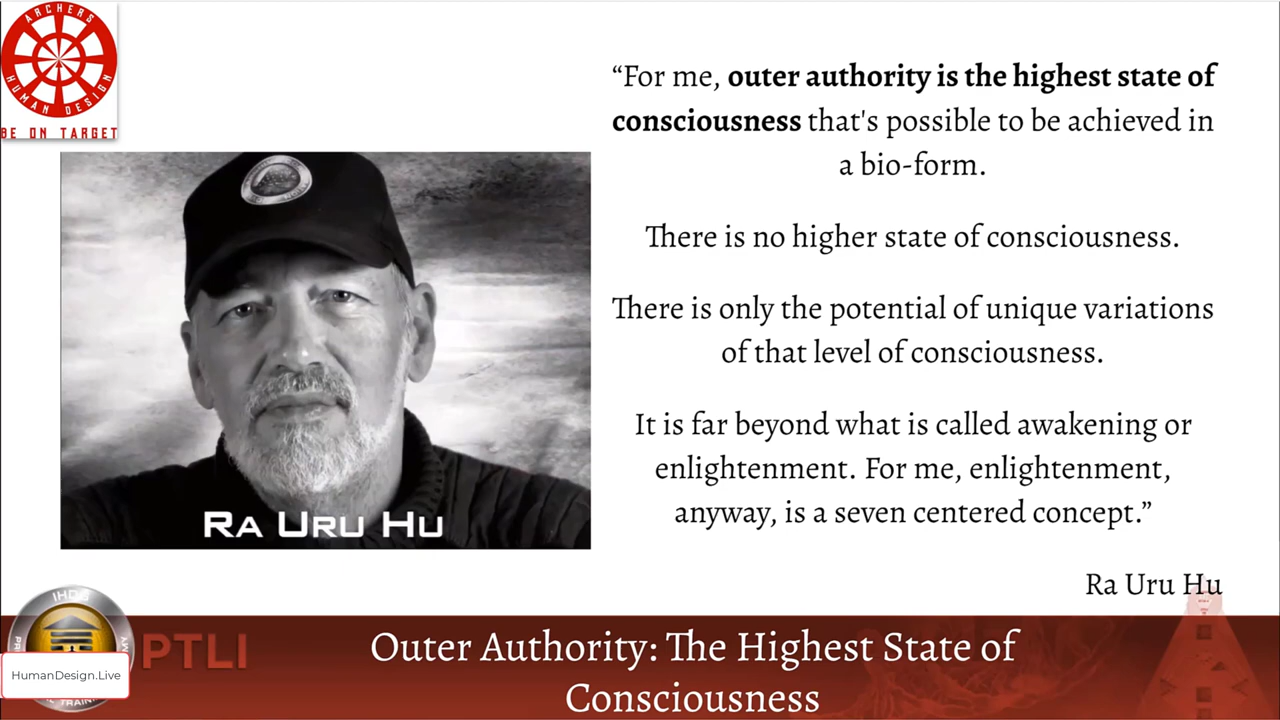 ARCHERS
HUMAN DESIGN
BE ON TARGET
“For me, outer authority is the highest state of
consciousness that's possible to be achieved in
a bio-form.
There is no higher state of consciousness.
There is only the potential of unique variations
of that level of consciousness.
It is far beyond what is called awakening or
enlightenment. For me, enlightenment,
anyway, is a seven centered concept.”
Ra Uru Hu
RA URU HU
IHDS
PTLI
HumanDesign.Live
Outer Authority: The Highest State of
Consciousness